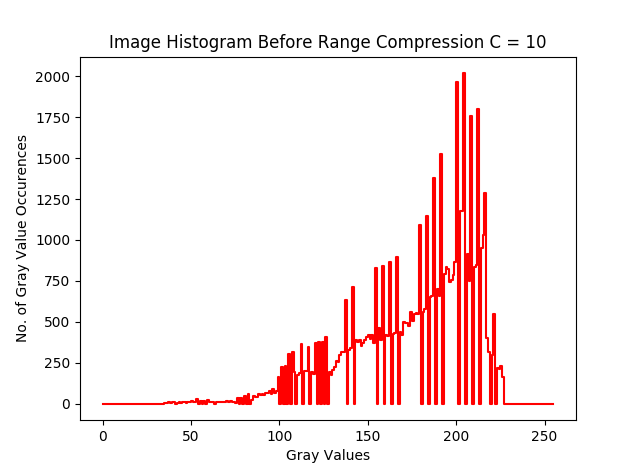 Image Histogram Before Range Compression C = 10
No. of Gray Value Occurences
2000
1750
1500
1250
1000
750
500
250
0
0 50 100 150 200 250
Gray Values